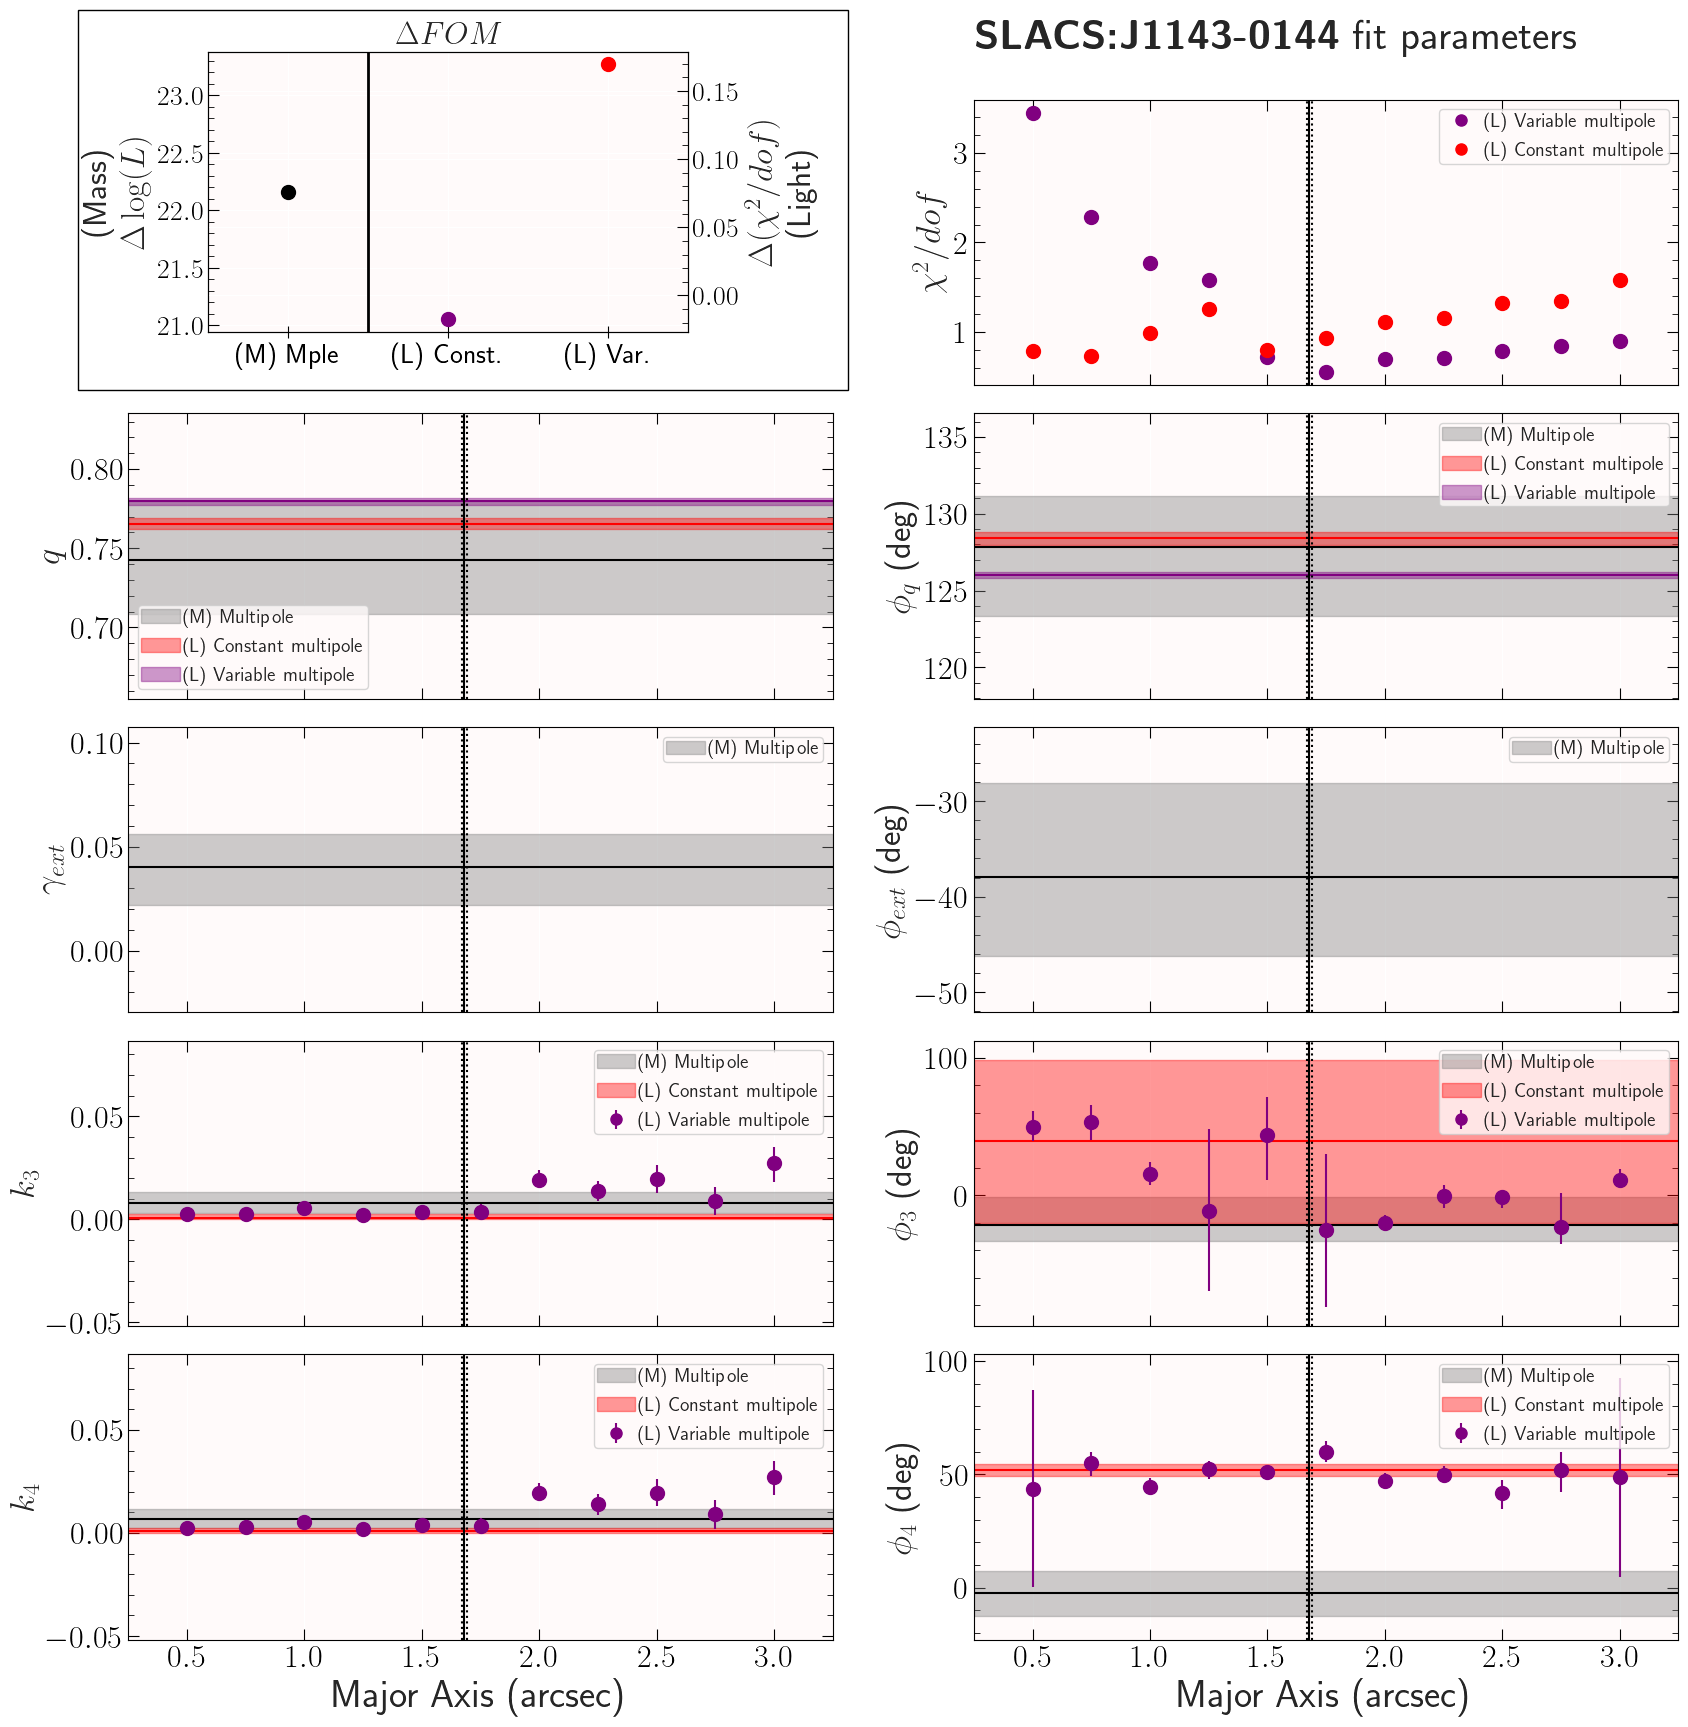 ΔFOM
SLACS:J1143-0144 fit parameters
(Mass)
Δ log(L)
23.0
22.5
22.0
21.5
21.0
0.15
0.10
0.05
0.00
Δ(χ²/dof)
(Light)
(M) Mple
(L) Const.
(L) Var.
χ²/dof
3
2
1
(L) Variable multipole
(L) Constant multipole
q
0.80
0.75
0.70
(M) Multipole
(L) Constant multipole
(L) Variable multipole
ϕ_q (deg)
135
130
125
120
(M) Multipole
(L) Constant multipole
(L) Variable multipole
γ_ext
0.10
0.05
0.00
(M) Multipole
ϕ_ext (deg)
−30
−40
−50
(M) Multipole
k₃
0.05
0.00
−0.05
(M) Multipole
(L) Constant multipole
(L) Variable multipole
ϕ₃ (deg)
100
0
(M) Multipole
(L) Constant multipole
(L) Variable multipole
k₄
0.05
0.00
−0.05
(M) Multipole
(L) Constant multipole
(L) Variable multipole
0.5 1.0 1.5 2.0 2.5 3.0
Major Axis (arcsec)
ϕ₄ (deg)
100
50
0
(M) Multipole
(L) Constant multipole
(L) Variable multipole
0.5 1.0 1.5 2.0 2.5 3.0
Major Axis (arcsec)